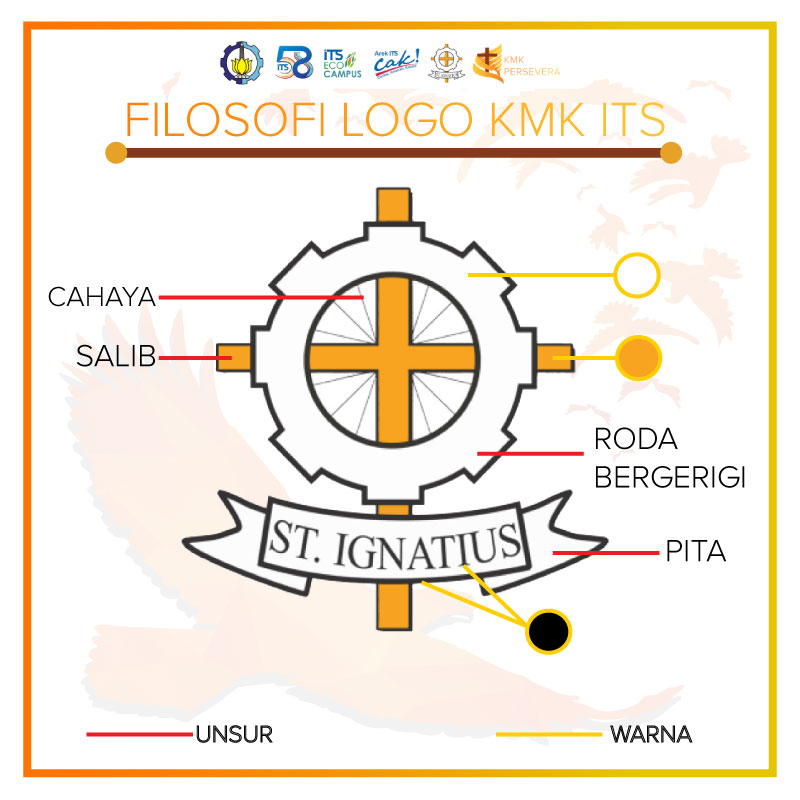 58
ITS
ITS
ECO
CAMPUS
Arek ITS
cak!
KMK
PERSEVERA
FILOSOFI LOGO KMK ITS
CAHAYA
SALIB
RODA
BERGERIGI
ST. IGNATIUS
PITA
UNSUR
WARNA